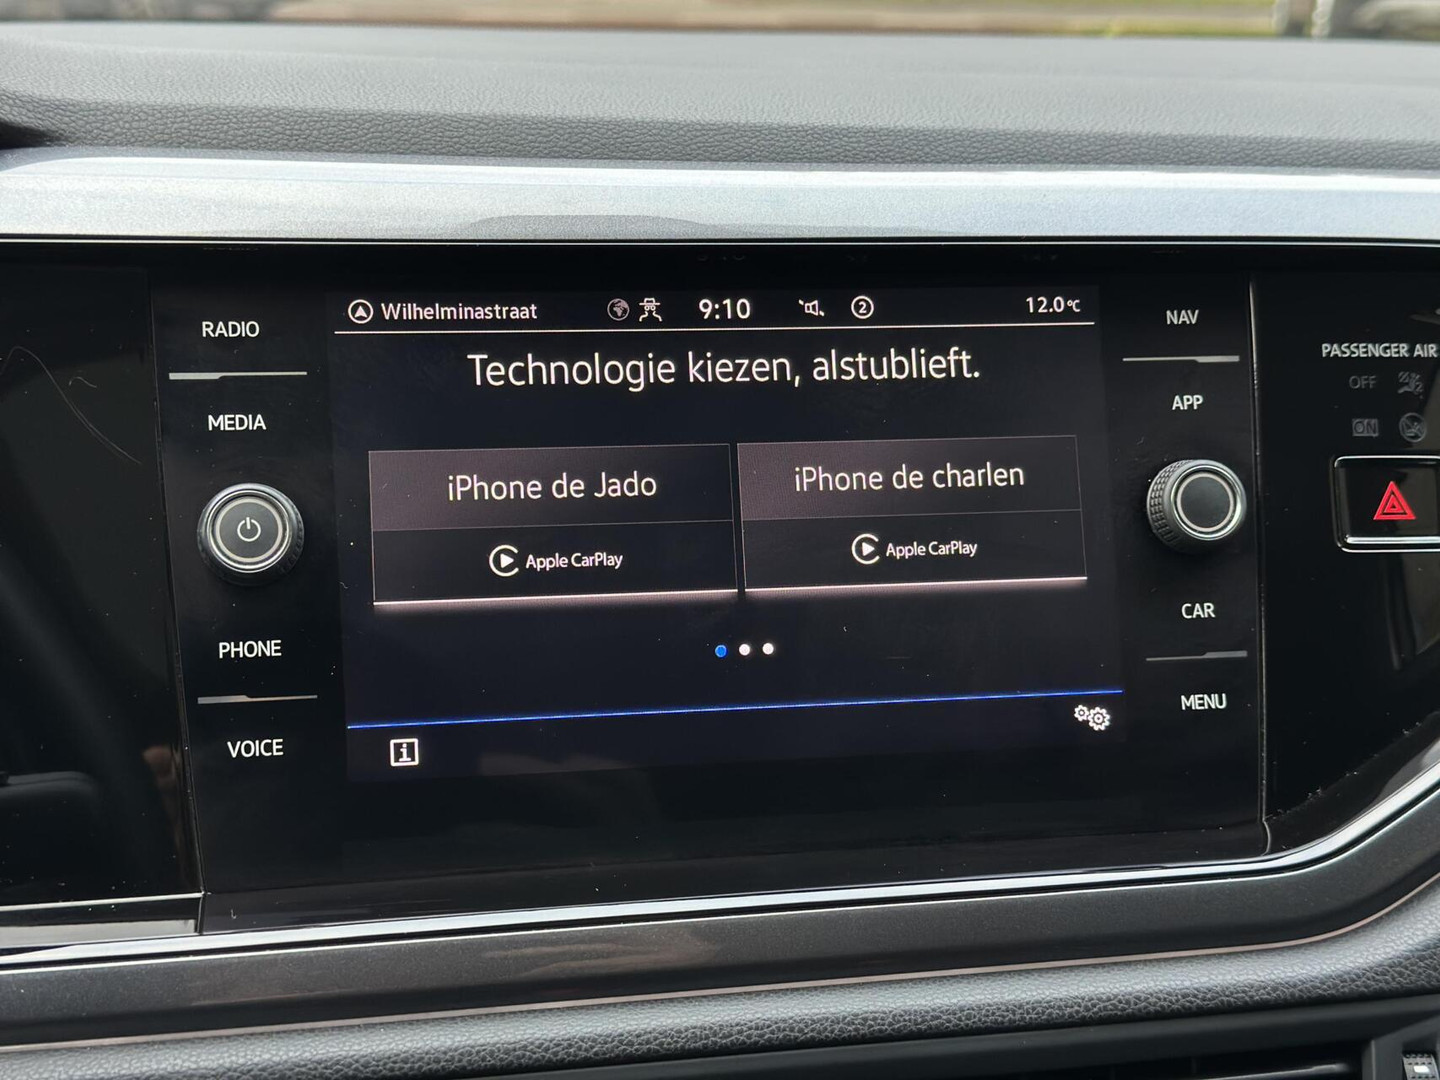 Wilhelminastraat 9:10 2 12.0°C
RADIO
NAV
Technologie kiezen, alstublieft.
PASSENGER AIR
OFF
ON
MEDIA
APP
iPhone de Jado
Apple CarPlay
iPhone de charlen
Apple CarPlay
PHONE
CAR
VOICE
MENU
i